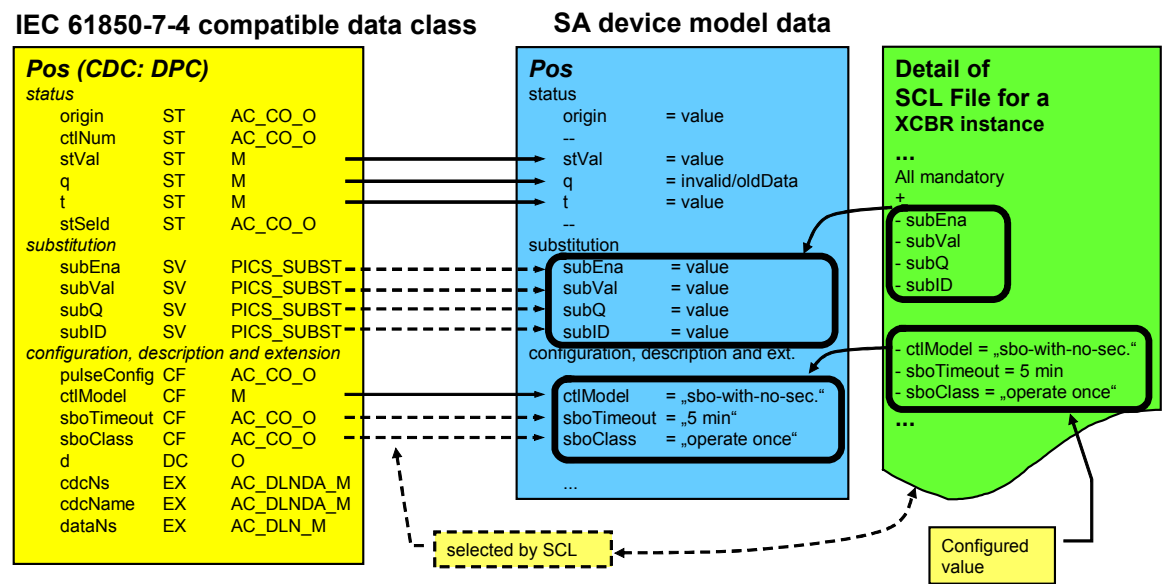 IEC 61850-7-4 compatible data class
SA device model data
Pos (CDC: DPC)
status
origin ST AC_CO_O
ctlNum ST AC_CO_O
stVal ST M
q ST M
t ST M
stSeld ST AC_CO_O
substitution
subEna SV PICS_SUBST
subVal SV PICS_SUBST
subQ SV PICS_SUBST
subID SV PICS_SUBST
configuration, description and extension
pulseConfig CF AC_CO_O
ctlModel CF M
sboTimeout CF AC_CO_O
sboClass CF AC_CO_O
d DC O
cdcNs EX AC_DLNDA_M
cdcName EX AC_DLNDA_M
dataNs EX AC_DLN_M
Pos
status
origin = value
--
stVal = value
q = invalid/oldData
t = value
--
substitution
subEna = value
subVal = value
subQ = value
subID = value
configuration, description and ext.
ctlModel = „sbo-with-no-sec.“
sboTimeout = „5 min“
sboClass = „operate once“
...
Detail of
SCL File for a
XCBR instance
...
All mandatory
+
- subEna
- subVal
- subQ
- subID
- ctlModel = „sbo-with-no-sec.“
- sboTimeout = 5 min
- sboClass = „operate once“
...
selected by SCL
Configured
value